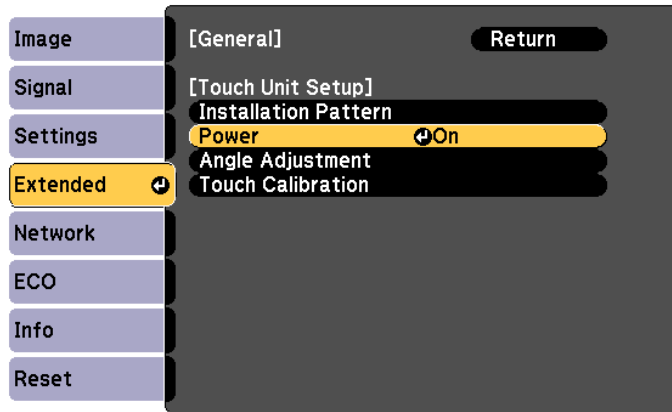 Image
Signal
Settings
Extended
Network
ECO
Info
Reset
[General] Return
[Touch Unit Setup]
Installation Pattern
Power On
Angle Adjustment
Touch Calibration